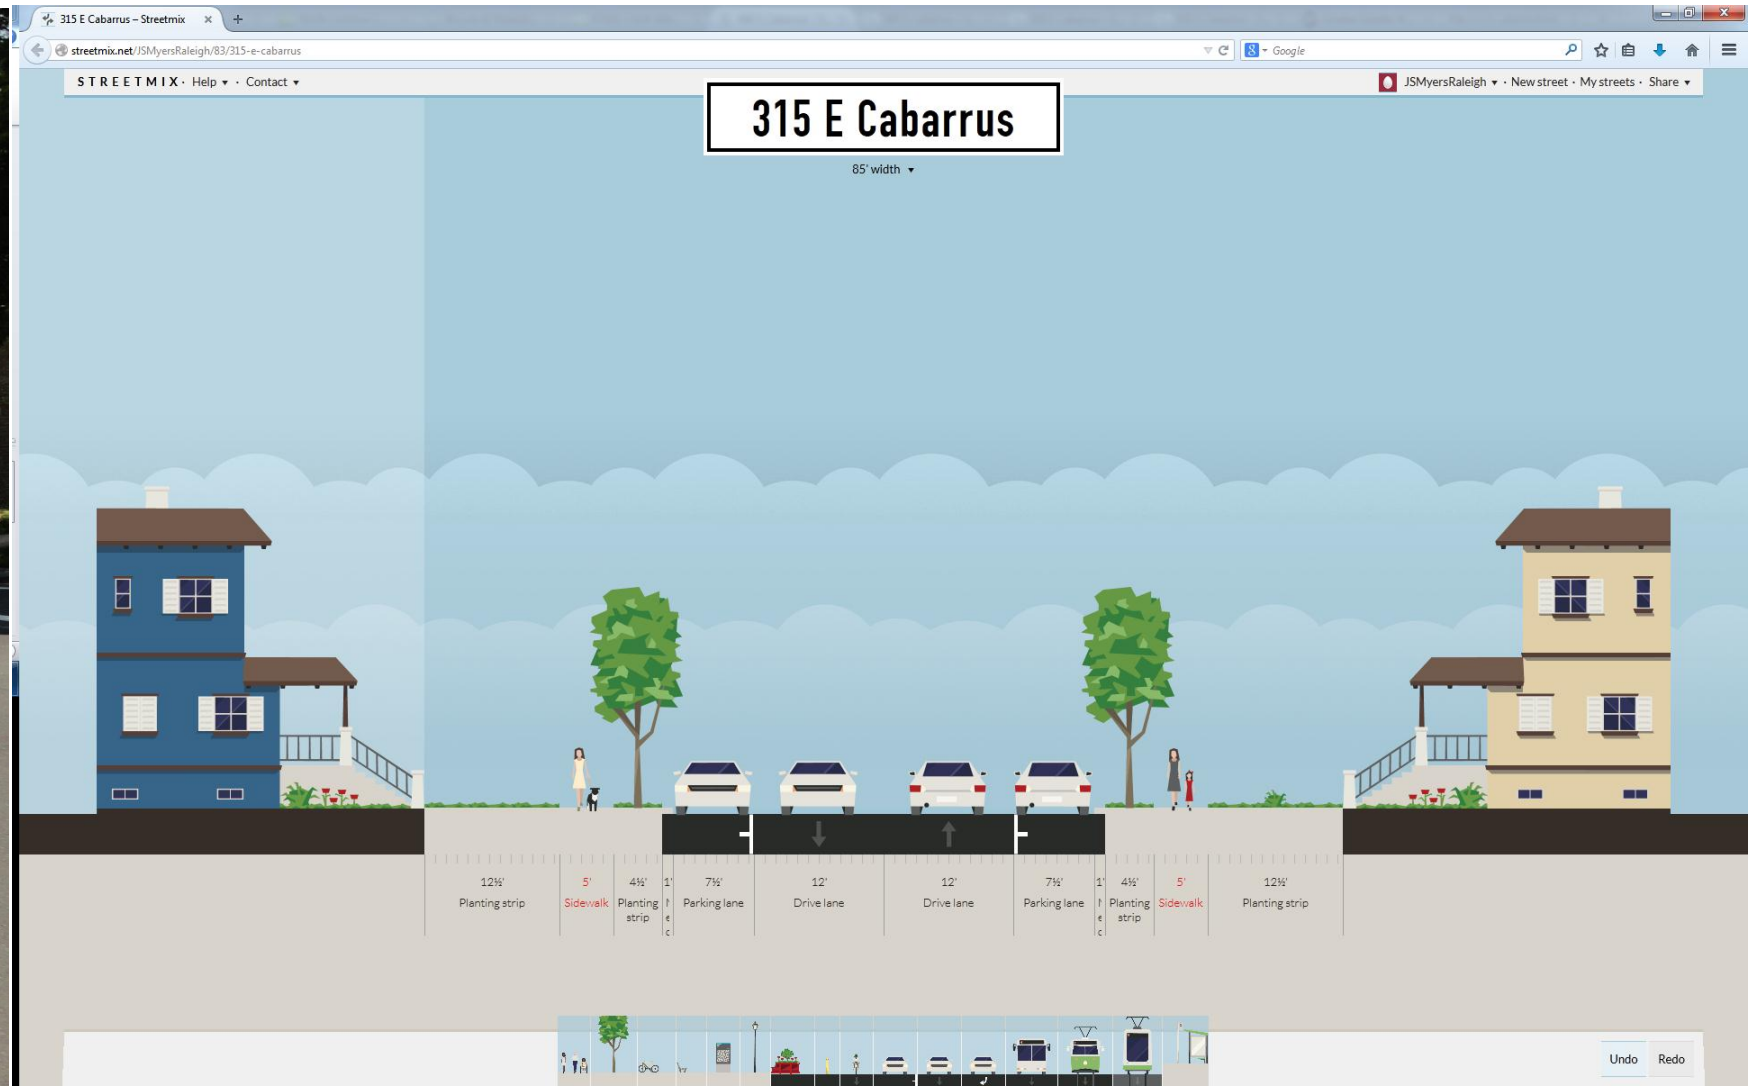 315 E Cabarrus – Streetmix
streetmix.net/JSMyersRaleigh/83/315-e-cabarrus
Google
STREETMIX · Help ▾ · Contact ▾
JSMyersRaleigh ▾ · New street · My streets · Share ▾
315 E Cabarrus
85' width ▾
12½' 5' 4½' 1' 7½' 12' 12' 7½' 1' 4½' 5' 12½'
Planting strip Sidewalk Planting Parking lane Drive lane Drive lane Parking lane Planting Sidewalk Planting strip
strip strip
Undo Redo